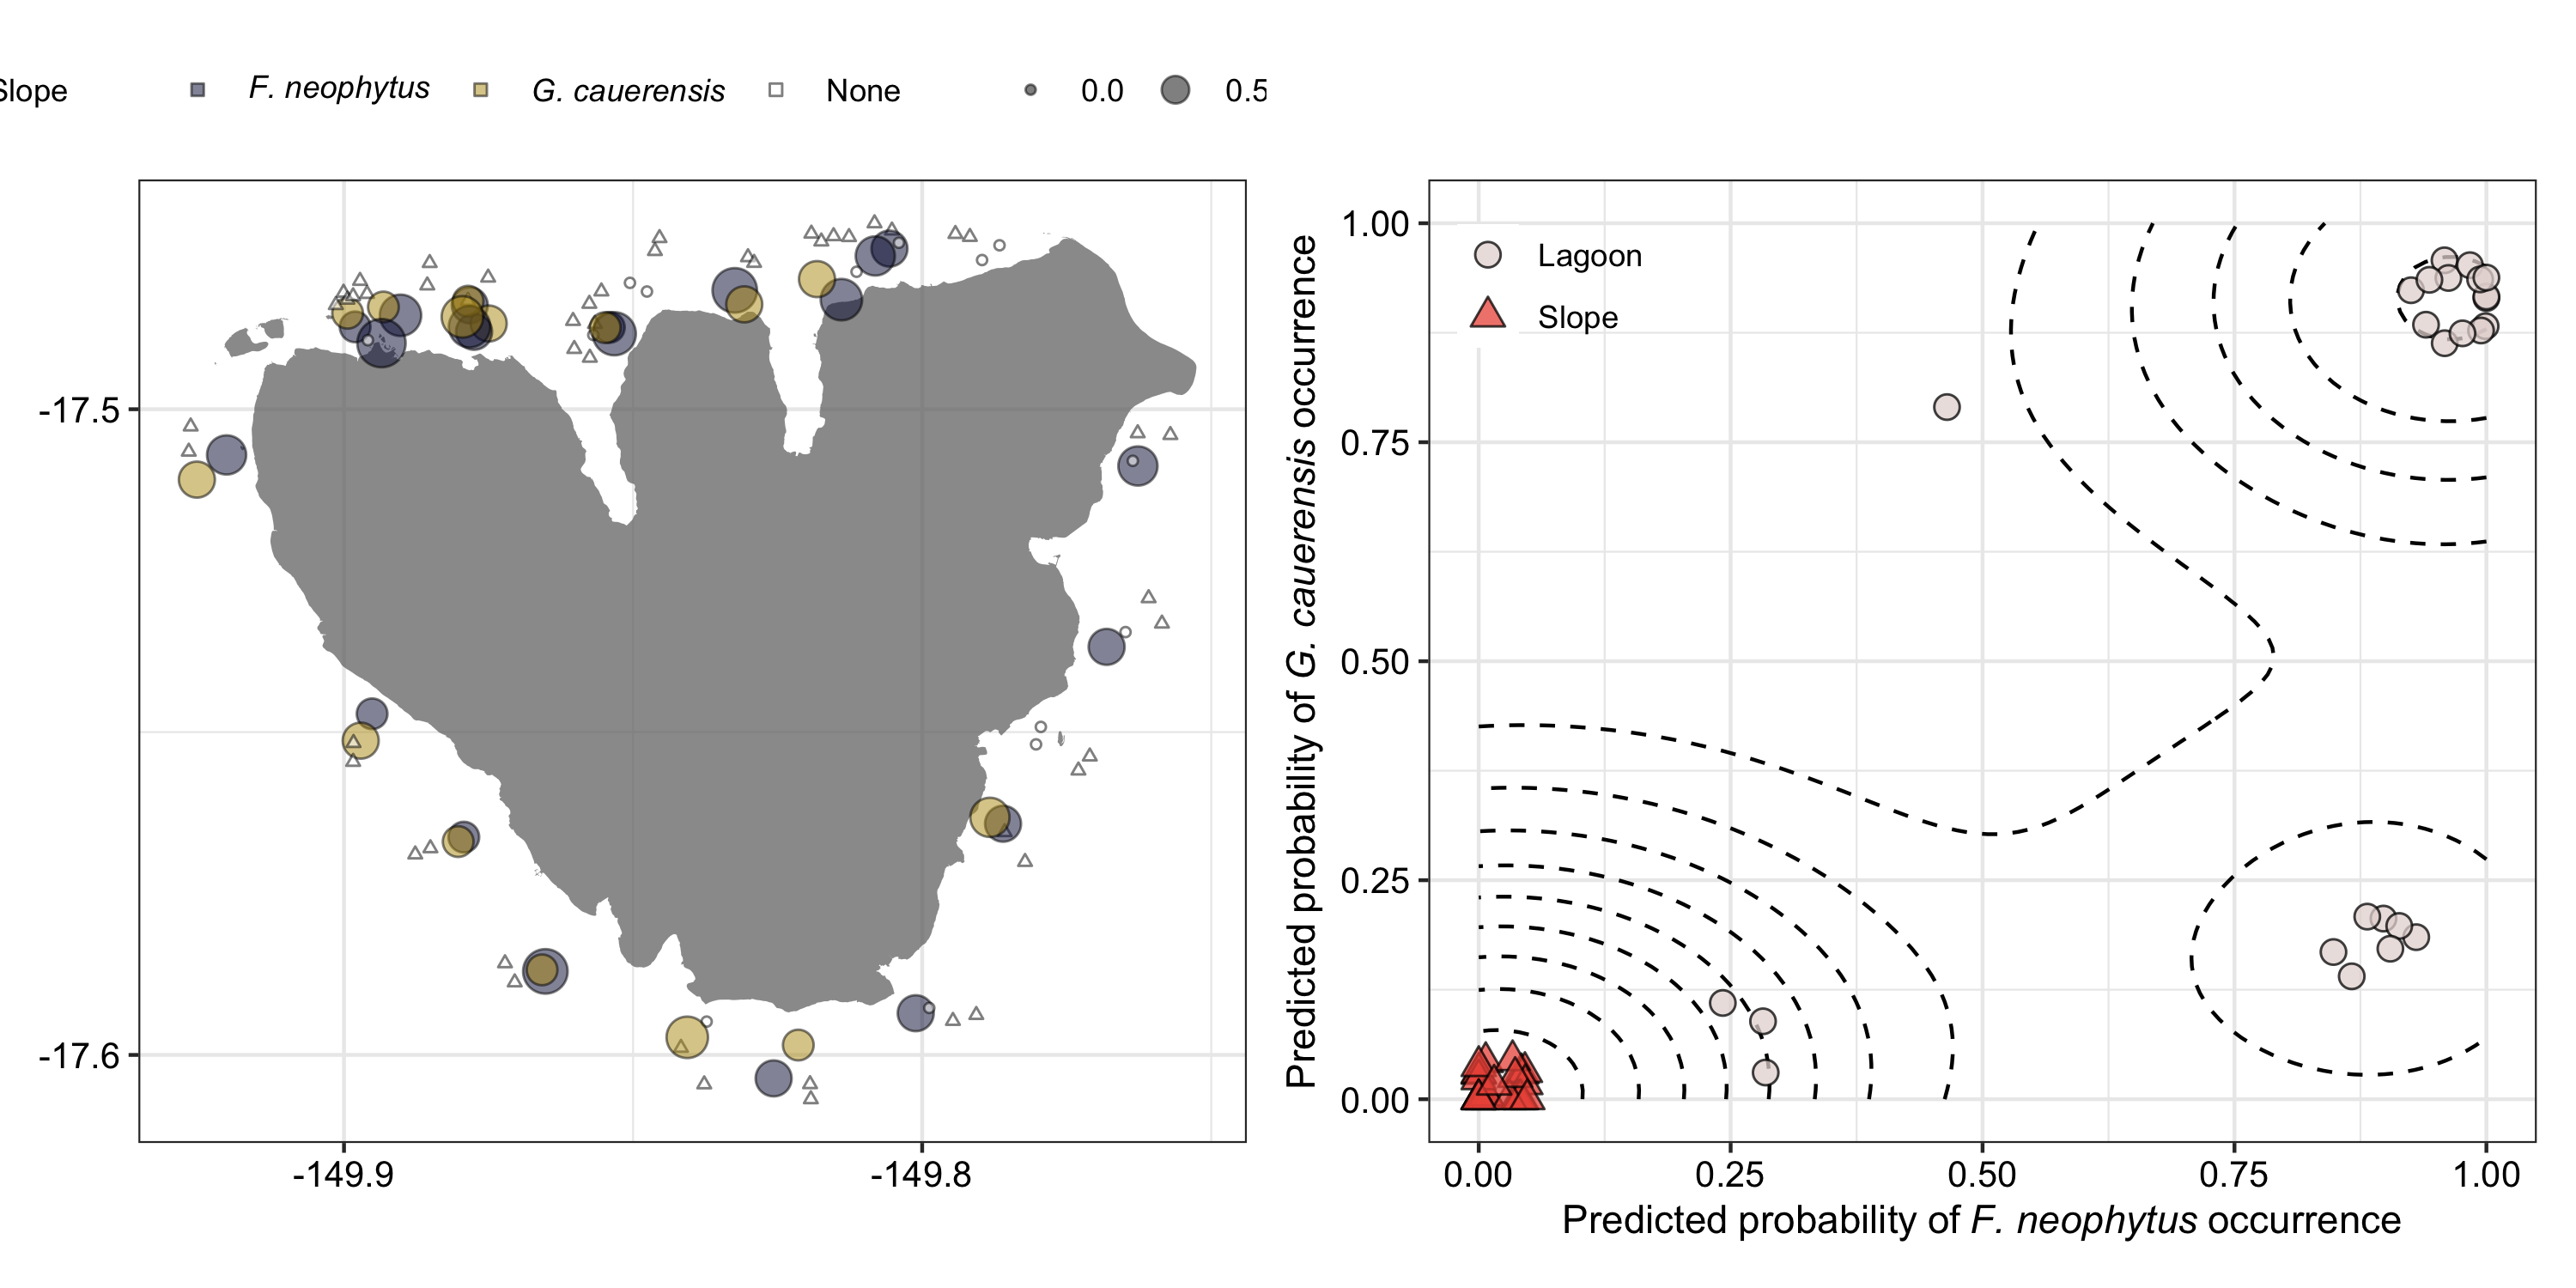 Slope F. neophytus G. cauerensis None 0.0 0.5
-17.5
-17.6
-149.9 -149.8
Predicted probability of G. cauerensis occurrence
1.00
0.75
0.50
0.25
0.00
Lagoon
Slope
0.00 0.25 0.50 0.75 1.00
Predicted probability of F. neophytus occurrence